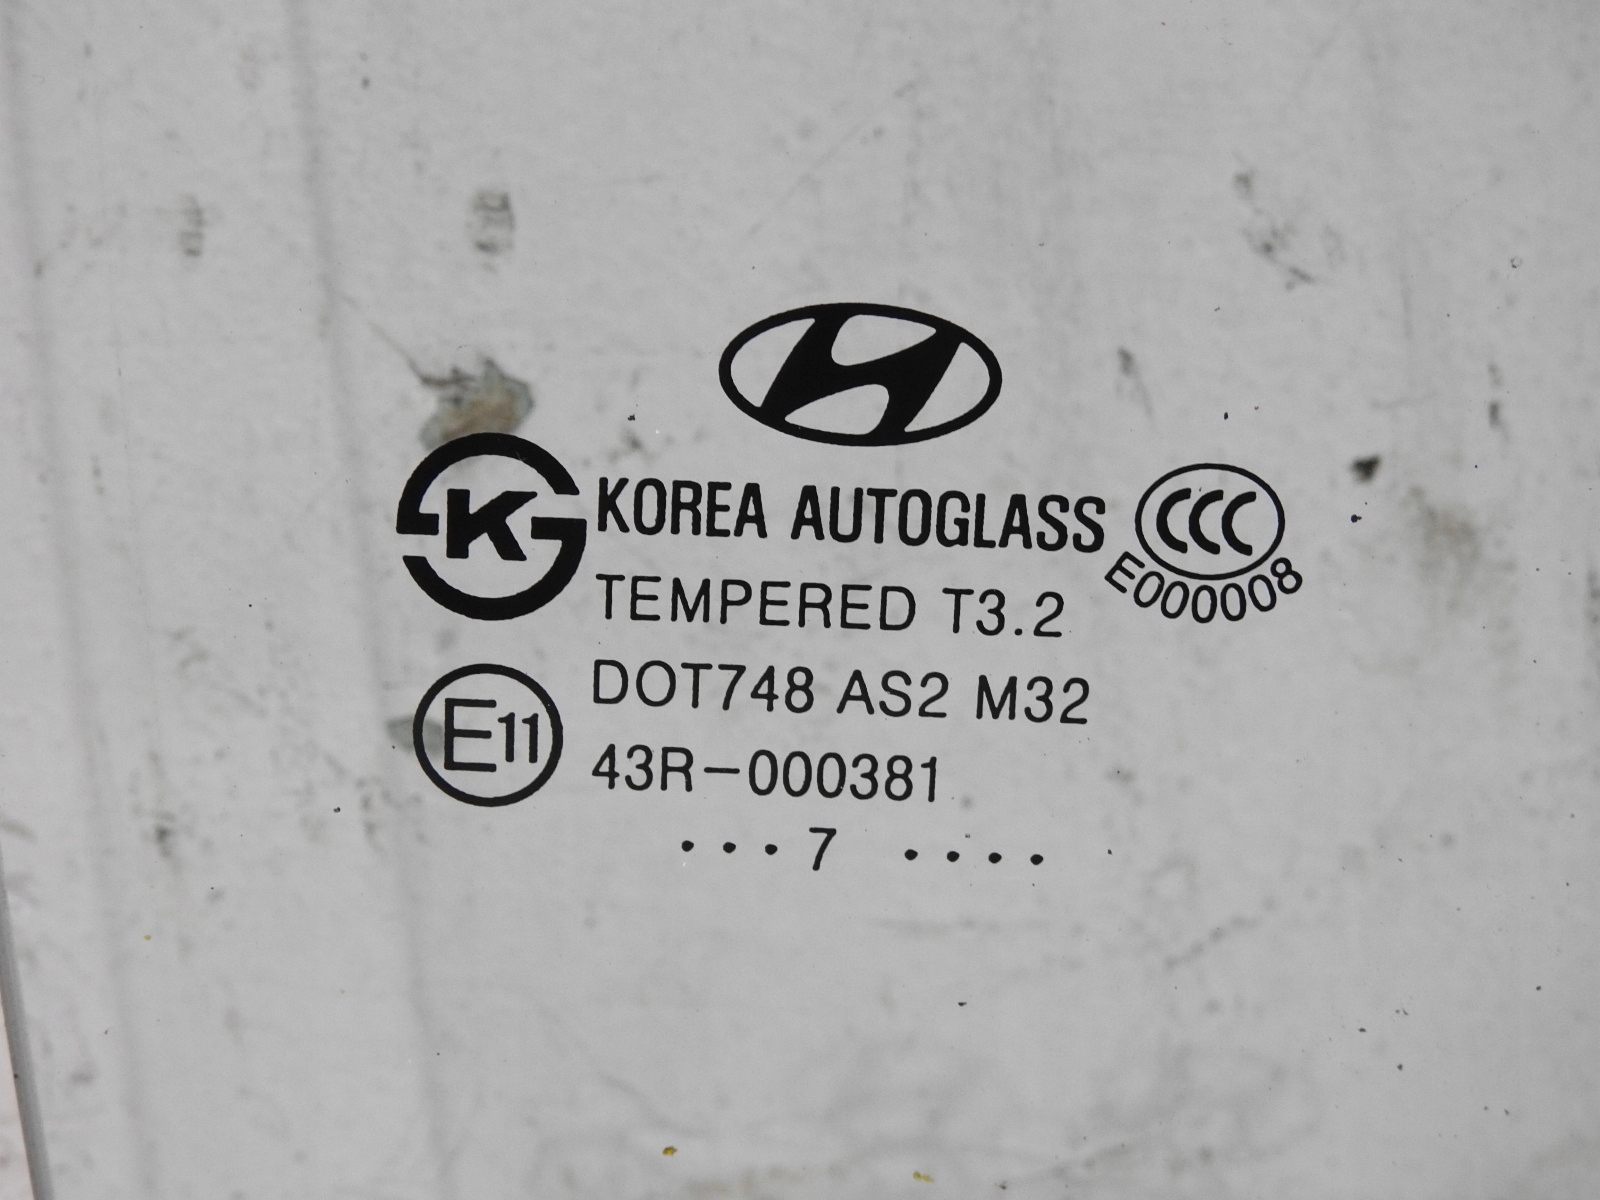 KOREA AUTOGLASS
K
CCC
E000008
TEMPERED T3.2
DOT748 AS2 M32
E11
43R-000381
...7 ....